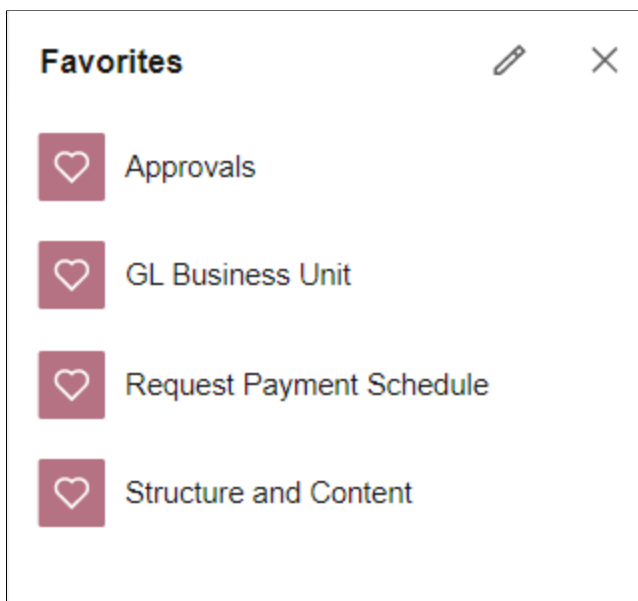 Favorites
Approvals
GL Business Unit
Request Payment Schedule
Structure and Content